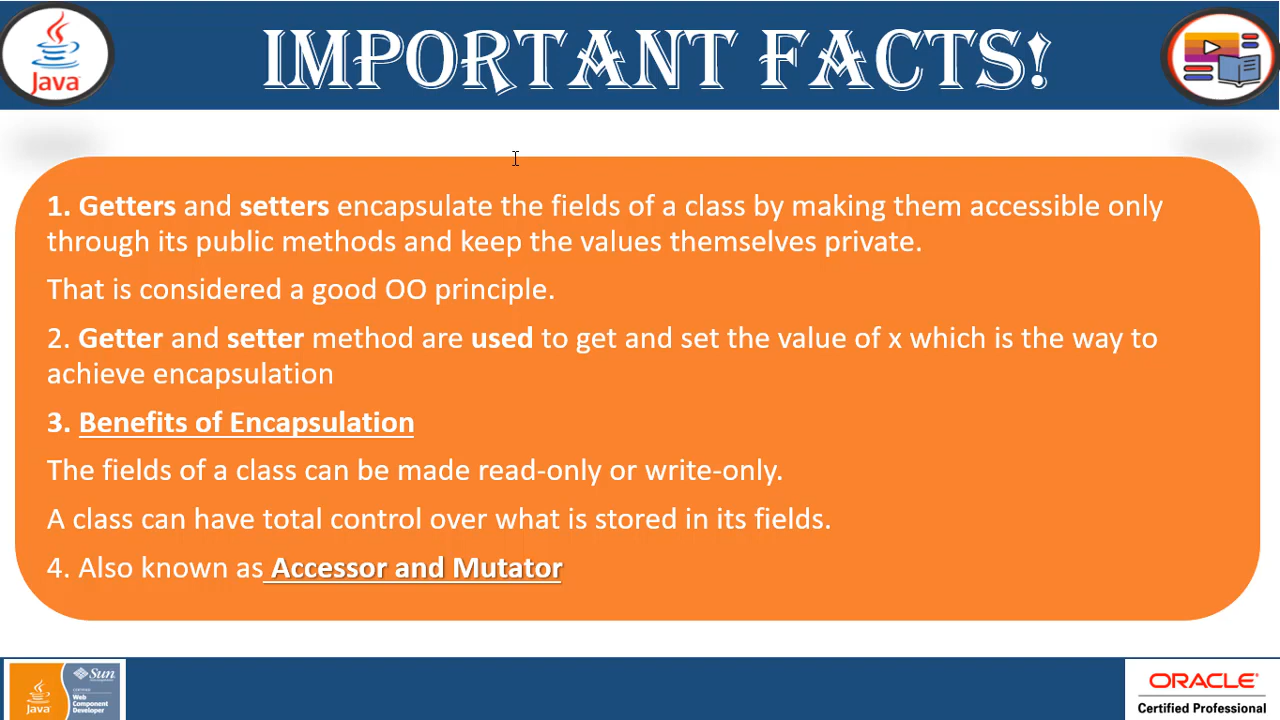 Java
IMPORTANT FACTS!
1. Getters and setters encapsulate the fields of a class by making them accessible only
through its public methods and keep the values themselves private.
That is considered a good OO principle.
2. Getter and setter method are used to get and set the value of x which is the way to
achieve encapsulation
3. Benefits of Encapsulation
The fields of a class can be made read-only or write-only.
A class can have total control over what is stored in its fields.
4. Also known as Accessor and Mutator
Java
Sun
Web
Component
Developer
ORACLE
Certified Professional